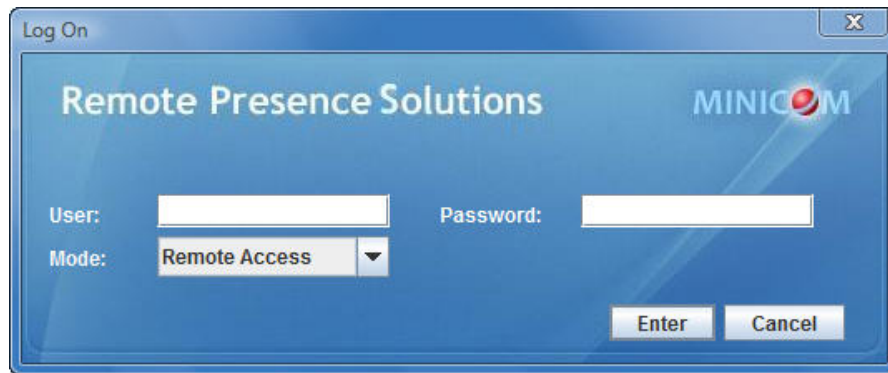 Log On
Remote Presence Solutions
MINICOM
User:
Password:
Mode:
Remote Access
Enter
Cancel